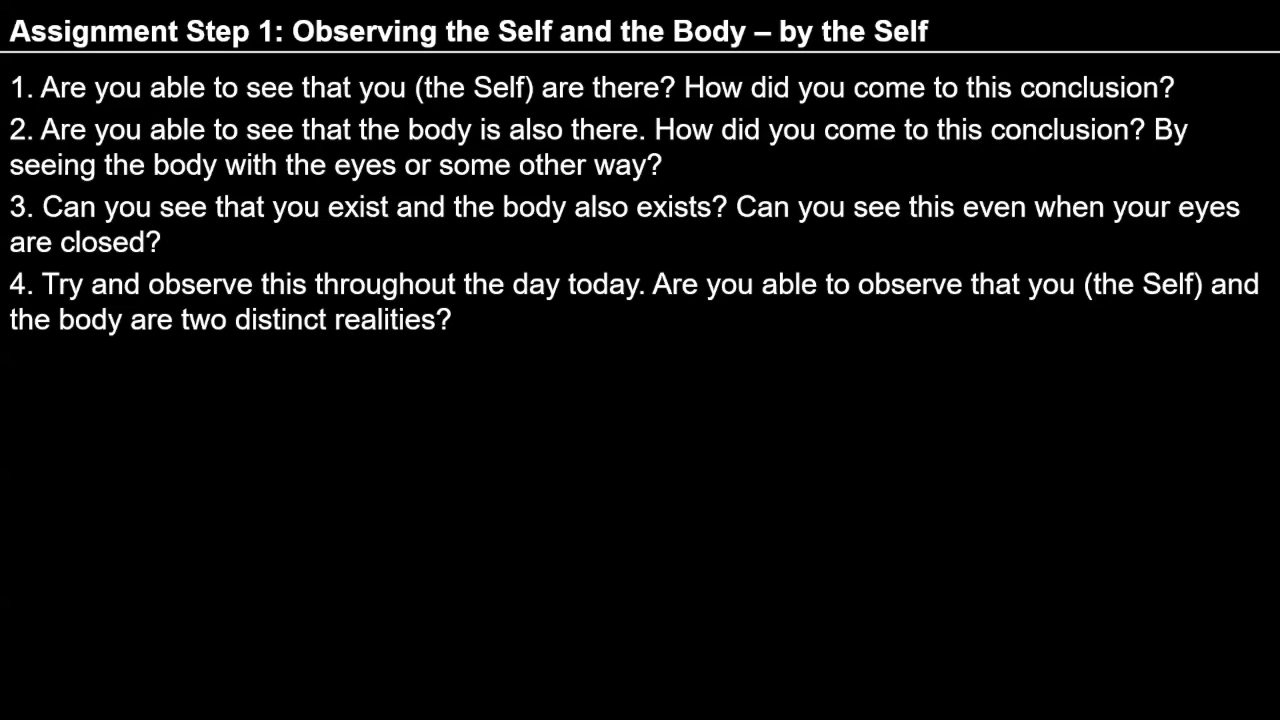 Assignment Step 1: Observing the Self and the Body – by the Self
1. Are you able to see that you (the Self) are there? How did you come to this conclusion?
2. Are you able to see that the body is also there. How did you come to this conclusion? By
seeing the body with the eyes or some other way?
3. Can you see that you exist and the body also exists? Can you see this even when your eyes
are closed?
4. Try and observe this throughout the day today. Are you able to observe that you (the Self) and
the body are two distinct realities?